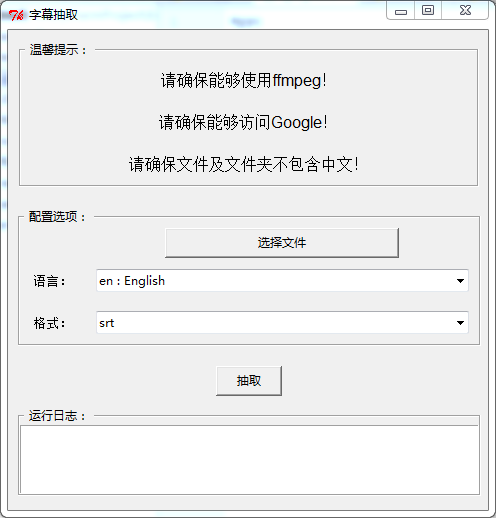 字幕抽取
温馨提示：
请确保能够使用ffmpeg！
请确保能够访问Google！
请确保文件及文件夹不包含中文！
配置选项：
选择文件
语言： en : English
格式： srt
抽取
运行日志：